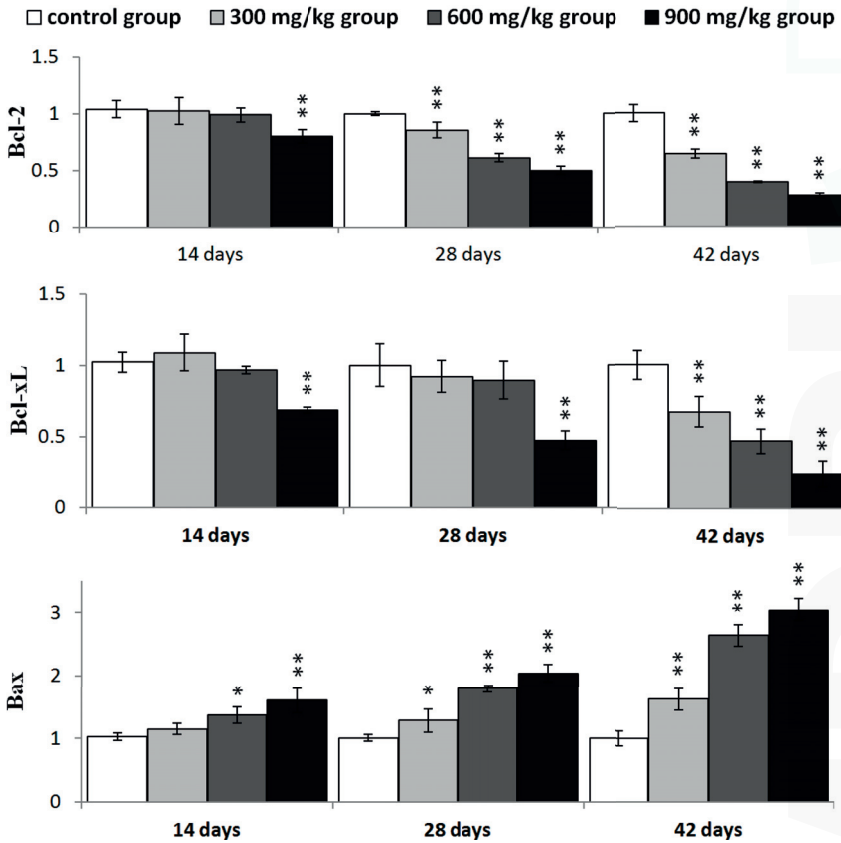 control group 300 mg/kg group 600 mg/kg group 900 mg/kg group
Bcl-2
1.5
1
0.5
0
** ** ** ** ** ** **
14 days 28 days 42 days
Bcl-xL
1.5
1
0.5
0
** ** ** ** **
14 days 28 days 42 days
Bax
3
2
1
0
* ** * ** ** ** ** **
14 days 28 days 42 days